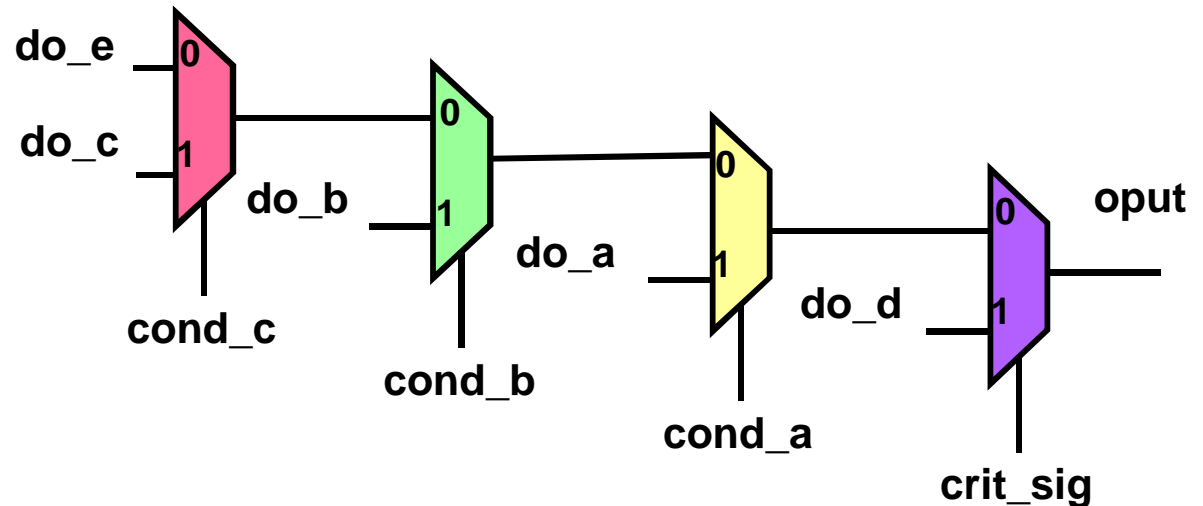 do_e
0
do_c
1
cond_c
do_b
0
1
cond_b
do_a
0
1
cond_a
do_d
0
1
crit_sig
oput